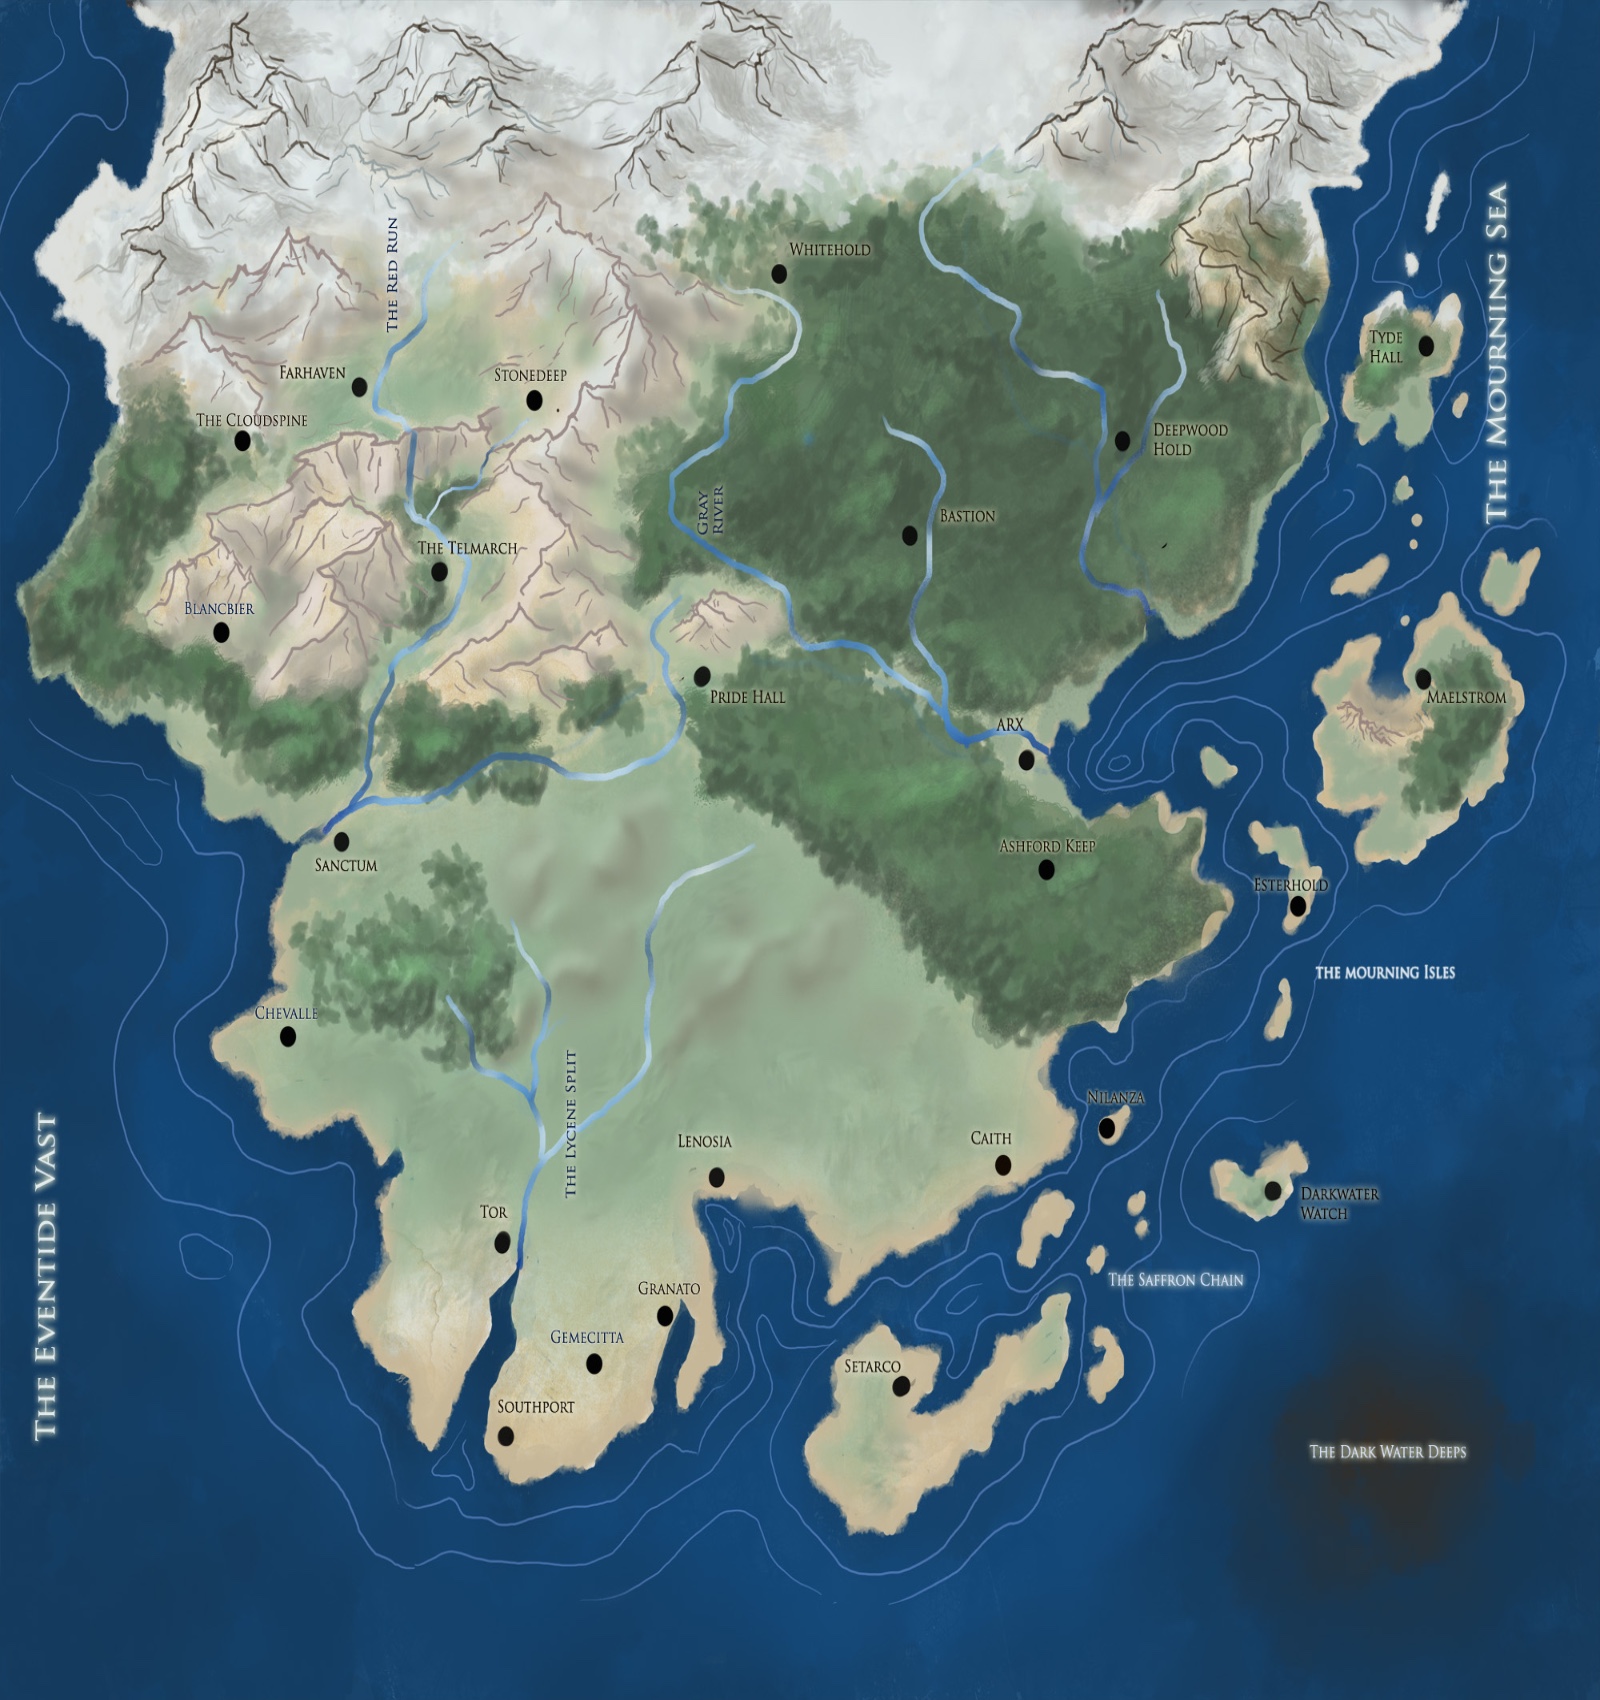 THE RED RUN
WHITEHOLD
THE MOURNING SEA
TYDE
HALL
FARHAVEN
STONEDEEP
THE CLOUDSPINE
DEEPWOOD
HOLD
GRAY
RIVER
BASTION
THE TELMARCH
BLANCBIER
PRIDE HALL
MAELSTROM
ARX
ASHFORD KEEP
SANCTUM
ESTERHOLD
THE MOURNING ISLES
CHEVALLE
THE LYCENE SPLIT
NILANZA
LENOSIA
CAITH
THE EVENTIDE VAST
DARKWATER
WATCH
TOR
THE SAFFRON CHAIN
GRANATO
GEMECITTA
SETARCO
SOUTHPORT
THE DARK WATER DEEPS